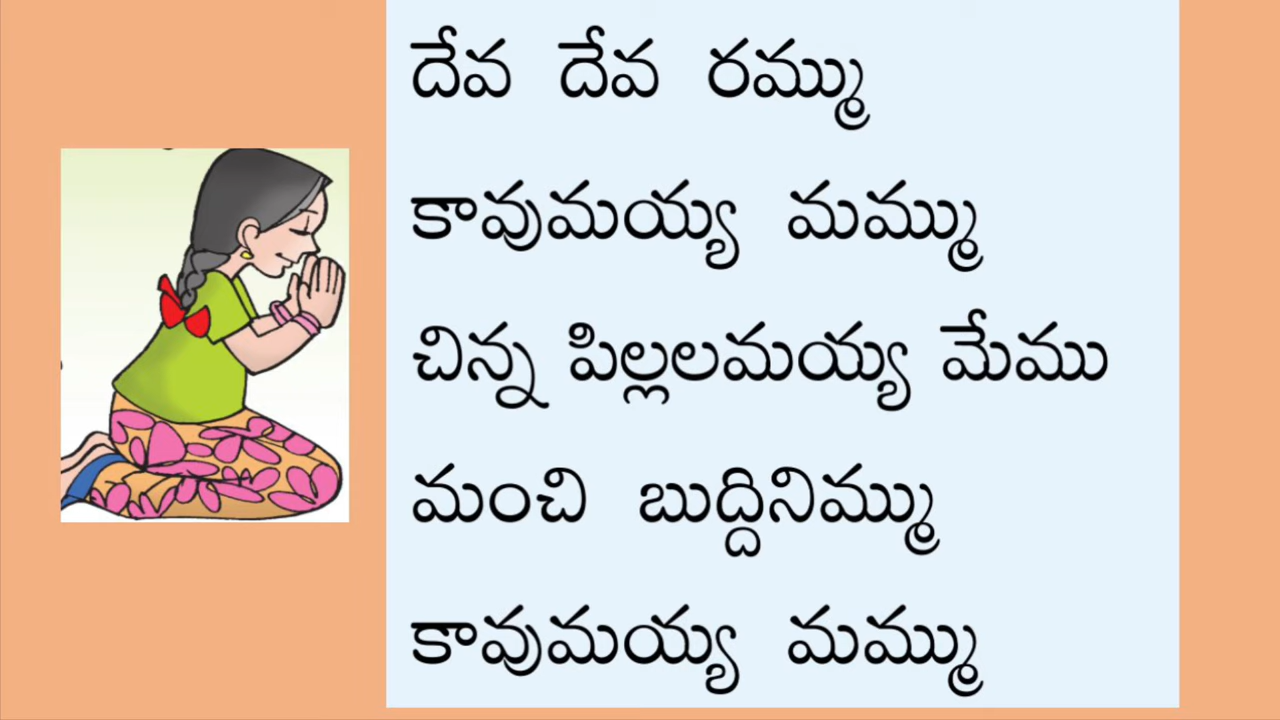 దేవ దేవ రమ్ము
కావుమయ్య మమ్ము
చిన్న పిల్లలమయ్య మేము
మంచి బుద్దినిమ్ము
కావుమయ్య మమ్ము